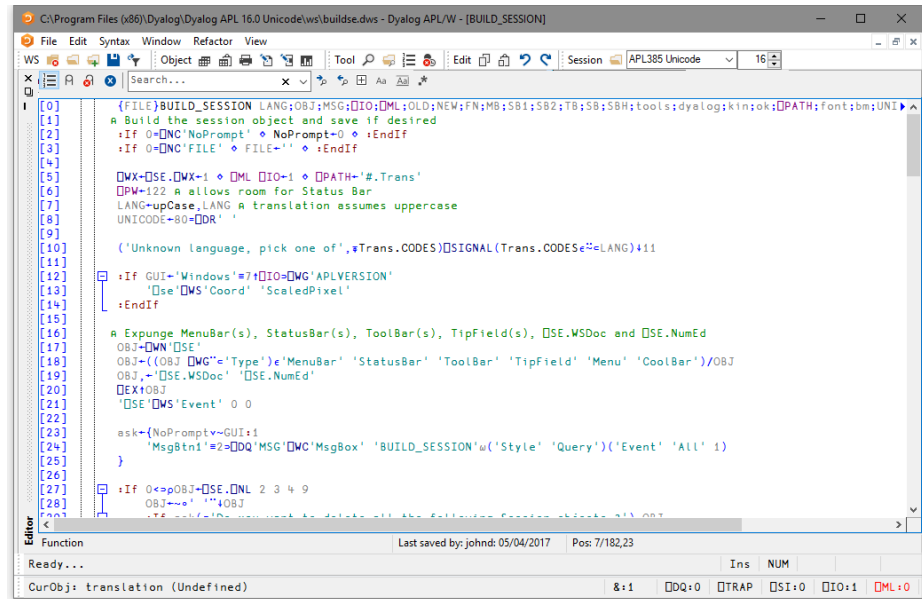 C:\Program Files (x86)\Dyalog\Dyalog APL 16.0 Unicode\ws\buildse.dws - Dyalog APL/W - [BUILD_SESSION]
File Edit Syntax Window Refactor View
WS Object Tool Edit Session APL385 Unicode 16
Search... Aa Aa
[0] {FILE}BUILD_SESSION LANG;OBJ;MSG;⎕IO;⎕ML;OLD;NEW;FN;MB;SB1;SB2;TB;SB;SBH;tools;dyalog;kin;ok;⎕PATH;font;bm;UNI
[1] ⍝ Build the session object and save if desired
[2] :If 0=⎕NC'NoPrompt' ⋄ NoPrompt←0 ⋄ :EndIf
[3] :If 0=⎕NC'FILE' ⋄ FILE←'' ⋄ :EndIf
[4]
[5] ⎕WX←⎕SE.⎕WX←1 ⋄ ⎕ML ⎕IO←1 ⋄ ⎕PATH←'#.Trans'
[6] ⎕PW←122 ⍝ allows room for Status Bar
[7] LANG←upCase,LANG ⍝ translation assumes uppercase
[8] UNICODE←80=⎕DR' '
[9]
[10] ('Unknown language, pick one of',⍕Trans.CODES)⎕SIGNAL(Trans.CODES∊⍨⊂LANG)↓11
[11]
[12] :If GUI←'Windows'≡7↑⎕IO⊃⎕WG'APLVERSION'
[13] '⎕se'⎕WS'Coord' 'ScaledPixel'
[14] :EndIf
[15]
[16] ⍝ Expunge MenuBar(s), StatusBar(s), ToolBar(s), TipField(s), ⎕SE.WSDoc and ⎕SE.NumEd
[17] OBJ←⎕WN'⎕SE'
[18] OBJ←((OBJ ⎕WG¨⊂'Type')∊'MenuBar' 'StatusBar' 'ToolBar' 'TipField' 'Menu' 'CoolBar')/OBJ
[19] OBJ,←'⎕SE.WSDoc' '⎕SE.NumEd'
[20] ⎕EX↑OBJ
[21] '⎕SE'⎕WS'Event' 0 0
[22]
[23] ask←{NoPrompt∨~GUI:1
[24] 'MsgBtn1'≡2⊃⎕DQ'MSG'⎕WC'MsgBox' 'BUILD_SESSION'⍵('Style' 'Query')('Event' 'All' 1)
[25] }
[26]
[27] :If 0<⊃⍴OBJ←⎕SE.⎕NL 2 3 4 9
[28] OBJ←~∘' '¨↓OBJ
Editor
Function Last saved by: johnd: 05/04/2017 Pos: 7/182,23
Ready... Ins NUM
CurObj: translation (Undefined) &:1 ⎕DQ:0 ⎕TRAP ⎕SI:0 ⎕IO:1 ⎕ML:0